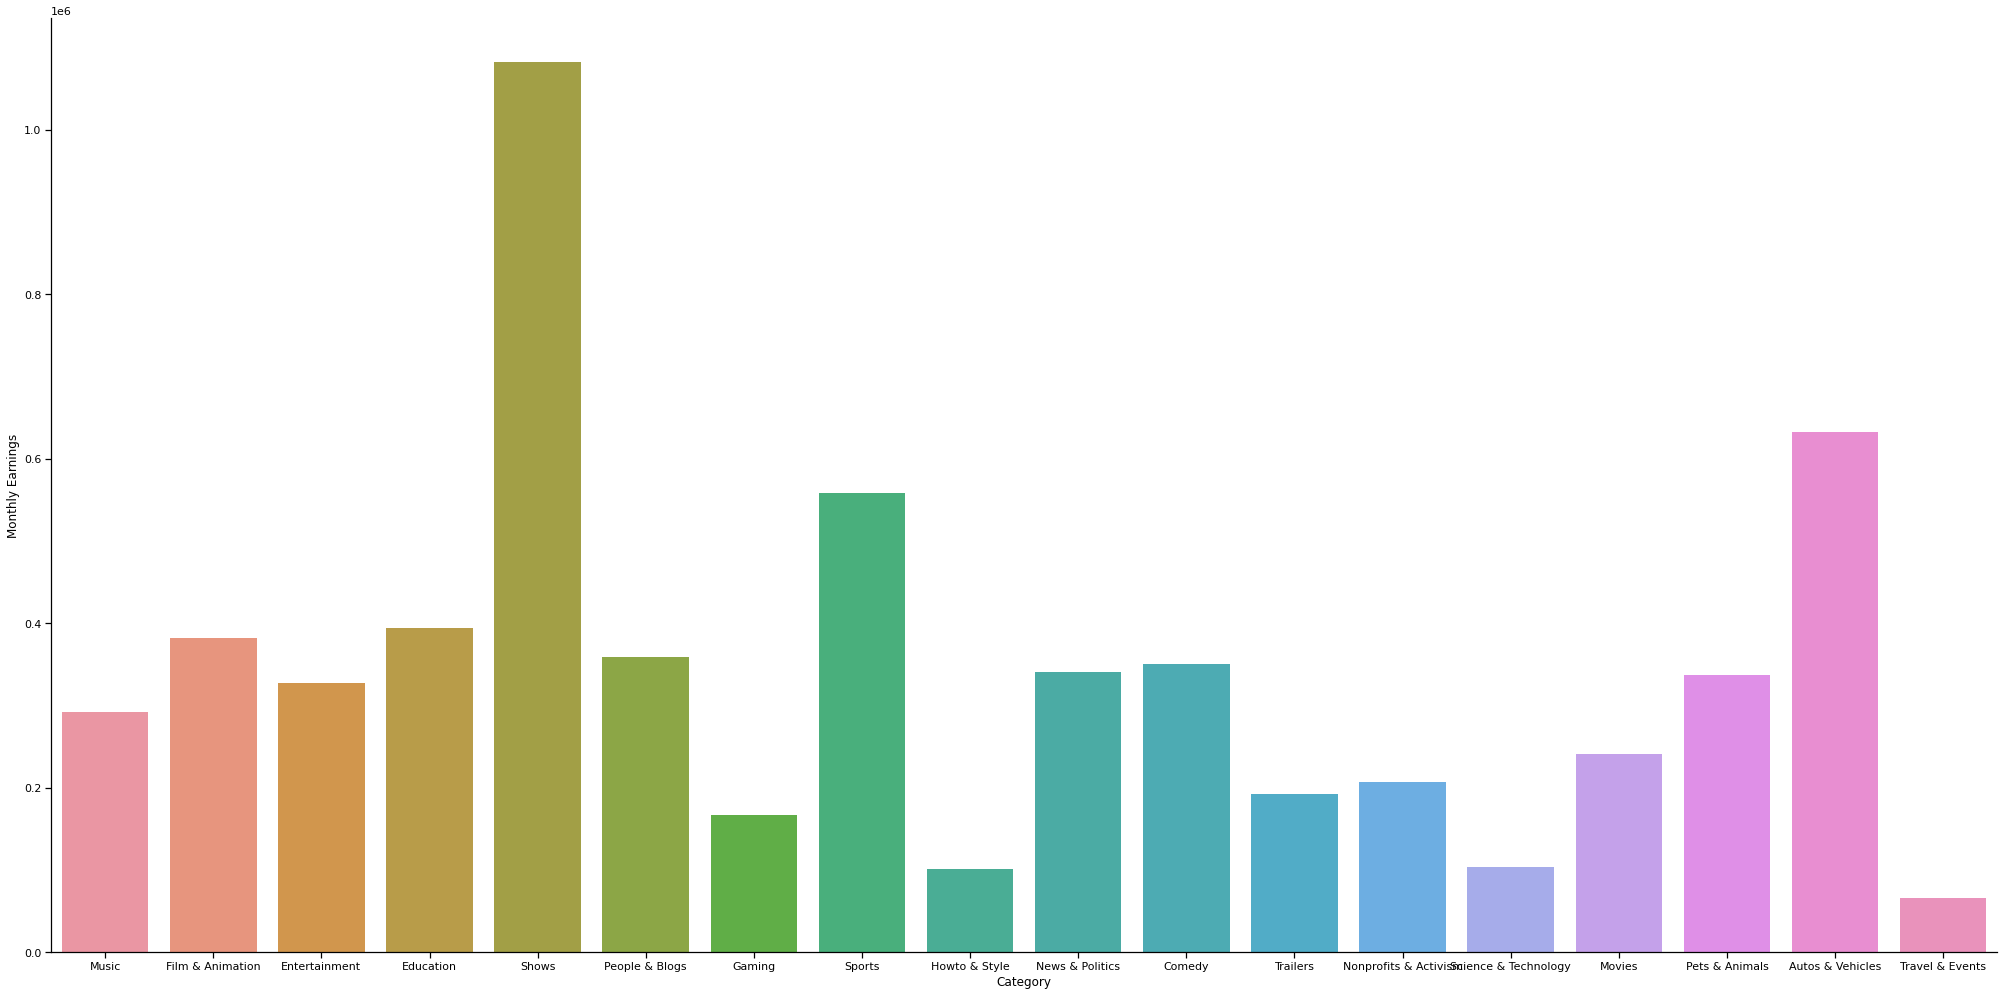 1e6
1.0
0.8
0.6
0.4
0.2
0.0
Monthly Earnings
Music Film & Animation Entertainment Education Shows People & Blogs Gaming Sports Howto & Style News & Politics Comedy Trailers Nonprofits & Activism Science & Technology Movies Pets & Animals Autos & Vehicles Travel & Events
Category